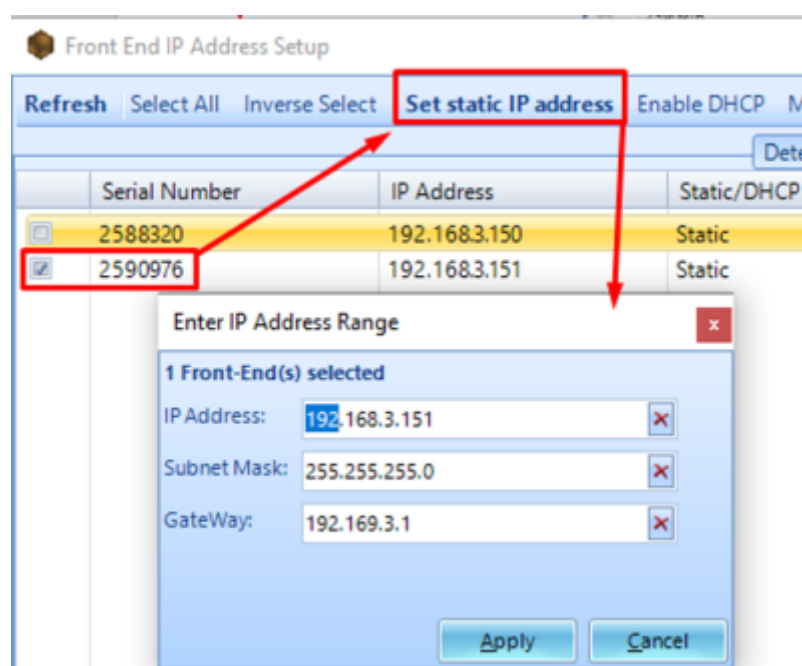 Front End IP Address Setup
Refresh Select All Inverse Select Set static IP address Enable DHCP
Serial Number IP Address Static/DHCP
2588320 192.168.3.150 Static
2590976 192.168.3.151 Static
Enter IP Address Range
1 Front-End(s) selected
IP Address: 192.168.3.151
Subnet Mask: 255.255.255.0
GateWay: 192.169.3.1
Apply Cancel